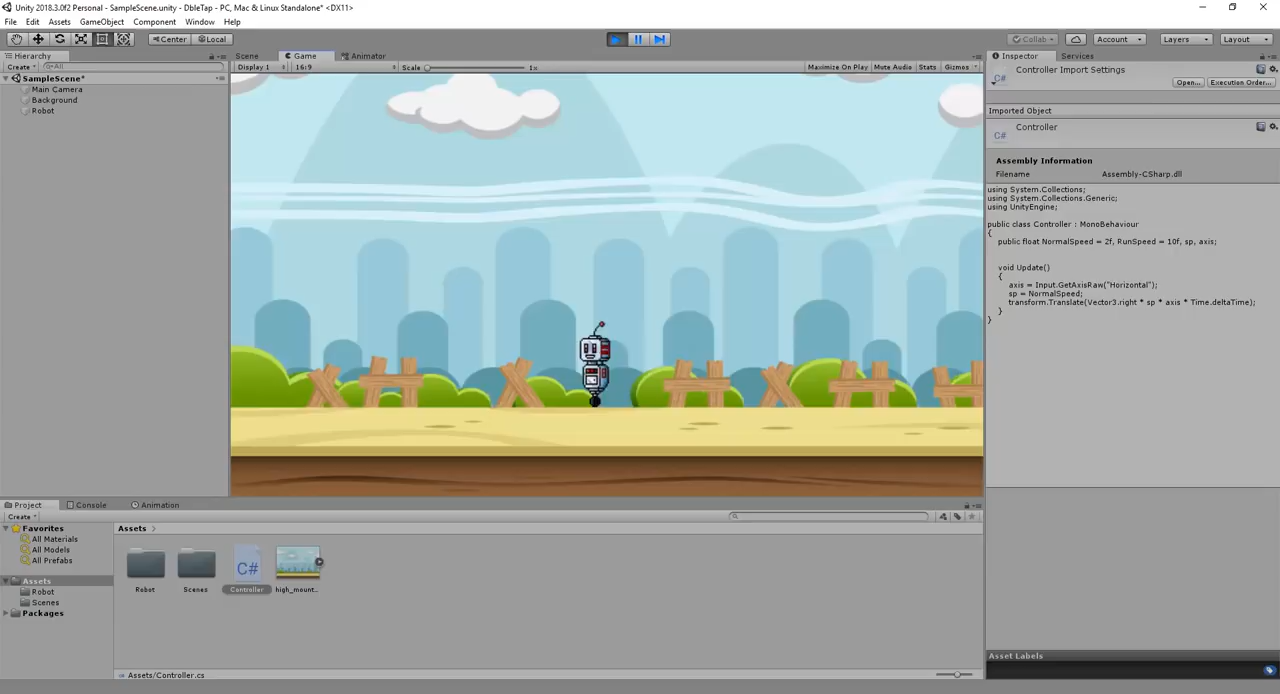 Unity 2018.3.0f2 Personal - SampleScene.unity - DbleTap - PC, Mac & Linux Standalone* <DX11>
File Edit Assets GameObject Component Window Help
Center Local Collab Account Layers Layout
Hierarchy
Create All
SampleScene*
Main Camera
Background
Robot
Scene Game Animator
Display 1 16:9 Scale 1x Maximize On Play Mute Audio Stats Gizmos
Inspector Services
Controller Import Settings
Open... Execution Order...
Imported Object
C# Controller
Assembly Information
Filename Assembly-CSharp.dll
using System.Collections;
using System.Collections.Generic;
using UnityEngine;
public class Controller : MonoBehaviour
{
public float NormalSpeed = 2f, RunSpeed = 10f, sp, axis;
void Update()
{
axis = Input.GetAxisRaw("Horizontal");
sp = NormalSpeed;
transform.Translate(Vector3.right * sp * axis * Time.deltaTime);
}
}
Project Console Animation
Create
Favorites
All Materials
All Models
All Prefabs
Assets
Robot
Scenes
Packages
Assets
C#
Robot Scenes Controller high_mount...
Assets/Controller.cs
Asset Labels